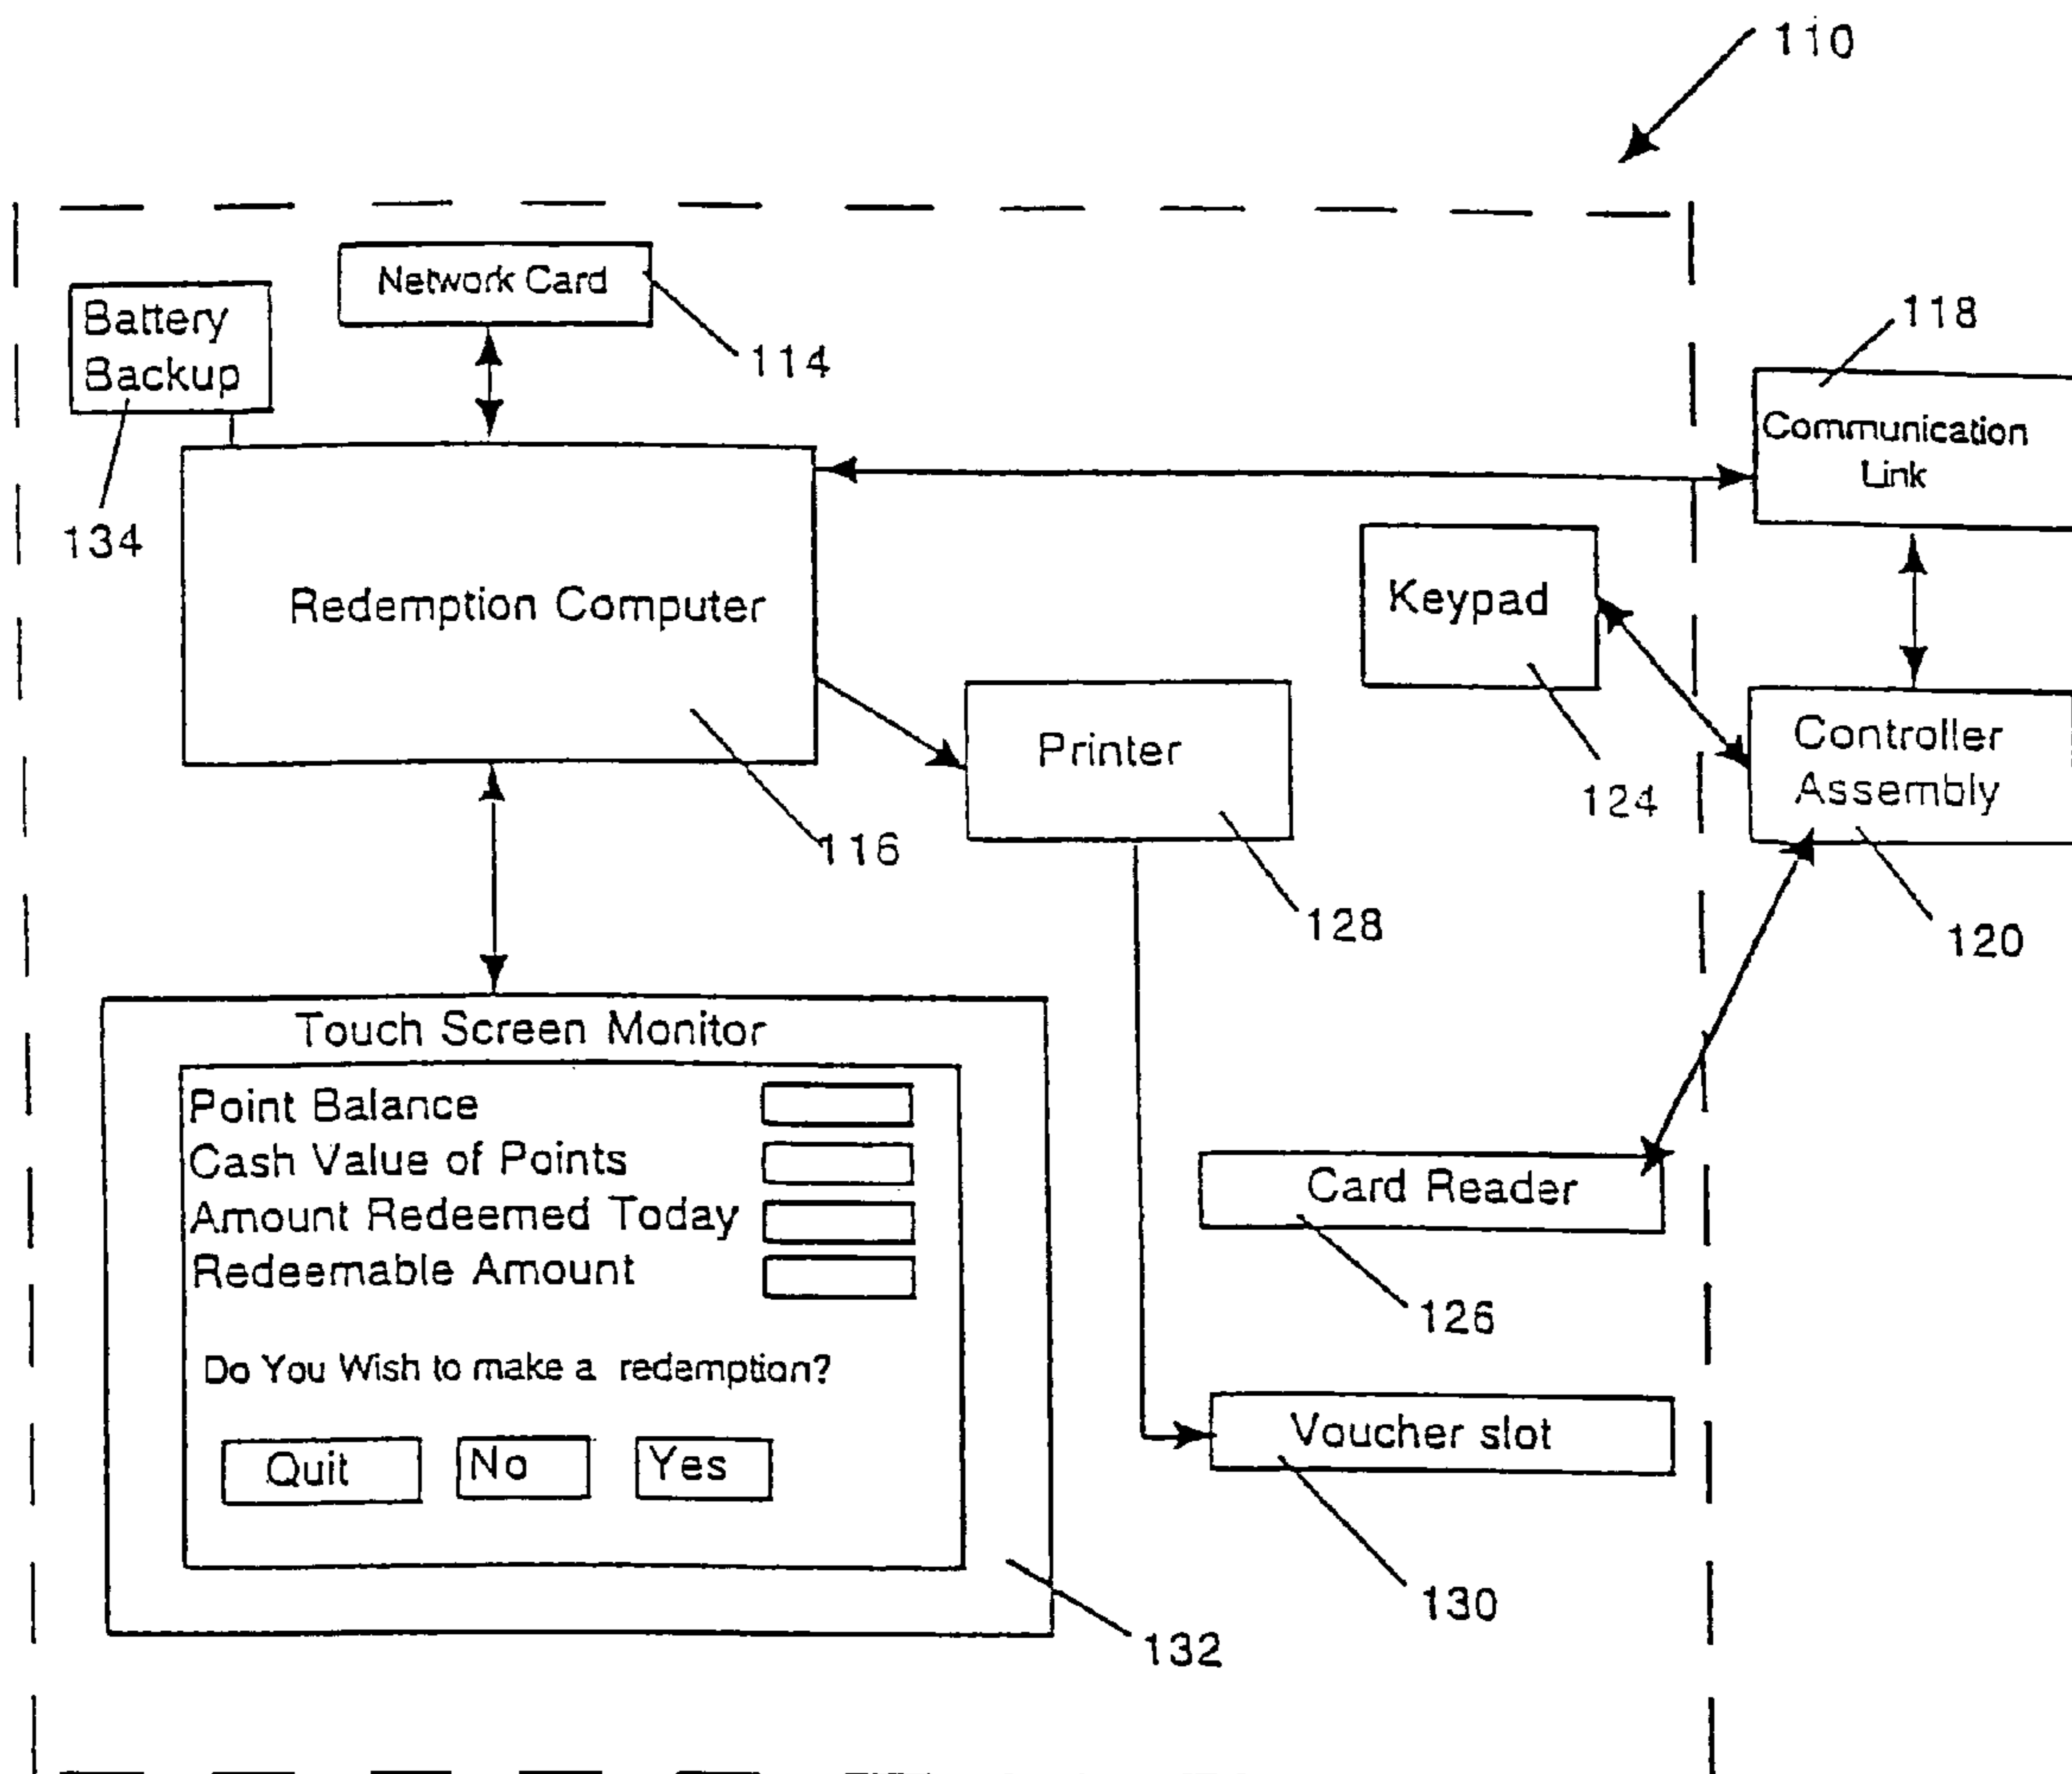 110
Network Card
114
Battery
Backup
134
118
Communication
Link
Redemption Computer
116
Keypad
124
Printer
128
Controller
Assembly
120
Touch Screen Monitor
Point Balance
Cash Value of Points
Amount Redeemed Today
Redeemable Amount
Do You Wish to make a redemption?
Quit
No
Yes
132
Card Reader
126
Voucher slot
130